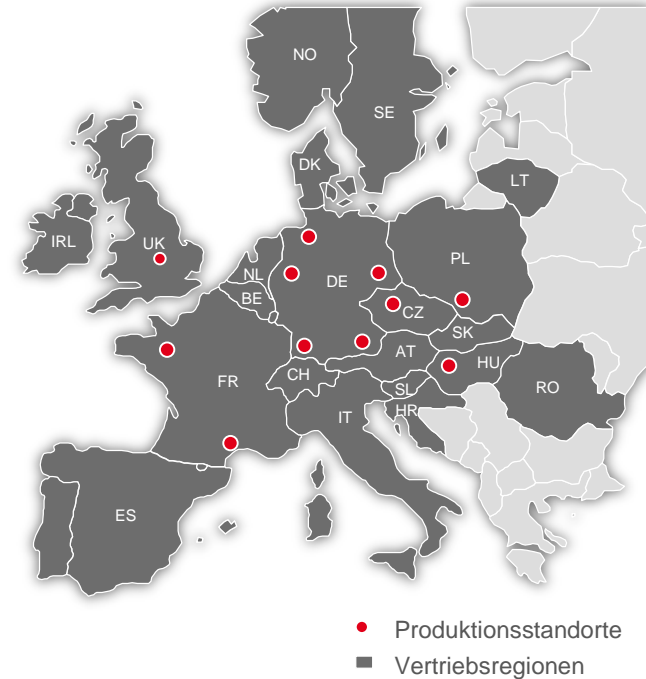 NO
SE
DK
LT
IRL
UK
NL
BE
DE
PL
CZ
SK
CH
AT
HU
SL
HR
RO
FR
IT
ES
Produktionsstandorte
Vertriebsregionen